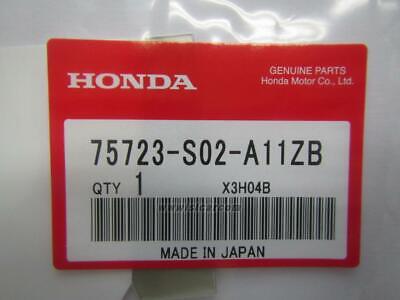 HONDA
GENUINE PARTS
Honda Motor Co., Ltd.
75723-S02-A11ZB
QTY 1 X3H04B
MADE IN JAPAN